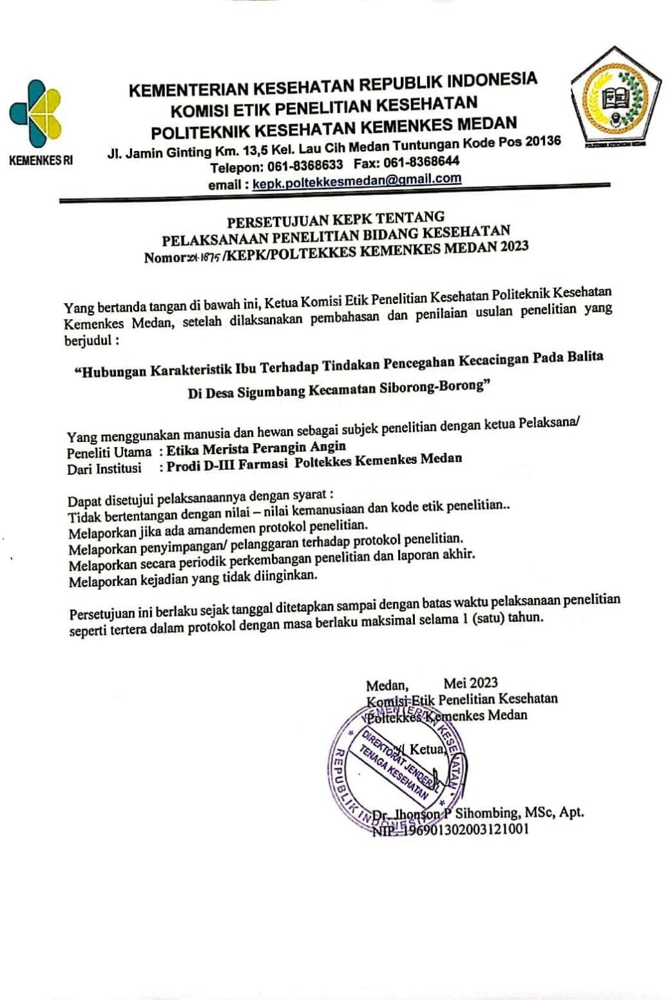 KEMENTERIAN KESEHATAN REPUBLIK INDONESIA
KOMISI ETIK PENELITIAN KESEHATAN
POLITEKNIK KESEHATAN KEMENKES MEDAN
Jl. Jamin Ginting Km. 13,5 Kel. Lau Cih Medan Tuntungan Kode Pos 20136
Telepon: 061-8368633 Fax: 061-8368644
email : kepk.poltekkesmedan@gmail.com
KEMENKES RI
POLITEKNIK KESEHATAN MEDAN
PERSETUJUAN KEPK TENTANG
PELAKSANAAN PENELITIAN BIDANG KESEHATAN
Nomor: 1875 /KEPK/POLTEKKES KEMENKES MEDAN 2023
Yang bertanda tangan di bawah ini, Ketua Komisi Etik Penelitian Kesehatan Politeknik Kesehatan
Kemenkes Medan, setelah dilaksanakan pembahasan dan penilaian usulan penelitian yang
berjudul :
“Hubungan Karakteristik Ibu Terhadap Tindakan Pencegahan Kecacingan Pada Balita
Di Desa Sigumbang Kecamatan Siborong-Borong”
Yang menggunakan manusia dan hewan sebagai subjek penelitian dengan ketua Pelaksana/
Peneliti Utama : Etika Merista Perangin Angin
Dari Institusi : Prodi D-III Farmasi Poltekkes Kemenkes Medan
Dapat disetujui pelaksanaannya dengan syarat :
Tidak bertentangan dengan nilai – nilai kemanusiaan dan kode etik penelitian..
Melaporkan jika ada amandemen protokol penelitian.
Melaporkan penyimpangan/ pelanggaran terhadap protokol penelitian.
Melaporkan secara periodik perkembangan penelitian dan laporan akhir.
Melaporkan kejadian yang tidak diinginkan.
Persetujuan ini berlaku sejak tanggal ditetapkan sampai dengan batas waktu pelaksanaan penelitian
seperti tertera dalam protokol dengan masa berlaku maksimal selama 1 (satu) tahun.
Medan, Mei 2023
Komisi Etik Penelitian Kesehatan
Poltekkes Kemenkes Medan
Ketua,
KEMENTERIAN KESEHATAN
DIREKTORAT JENDERAL
TENAGA KESEHATAN
REPUBLIK INDONESIA
Dr. Jhonson P Sihombing, MSc, Apt.
NIP. 196901302003121001